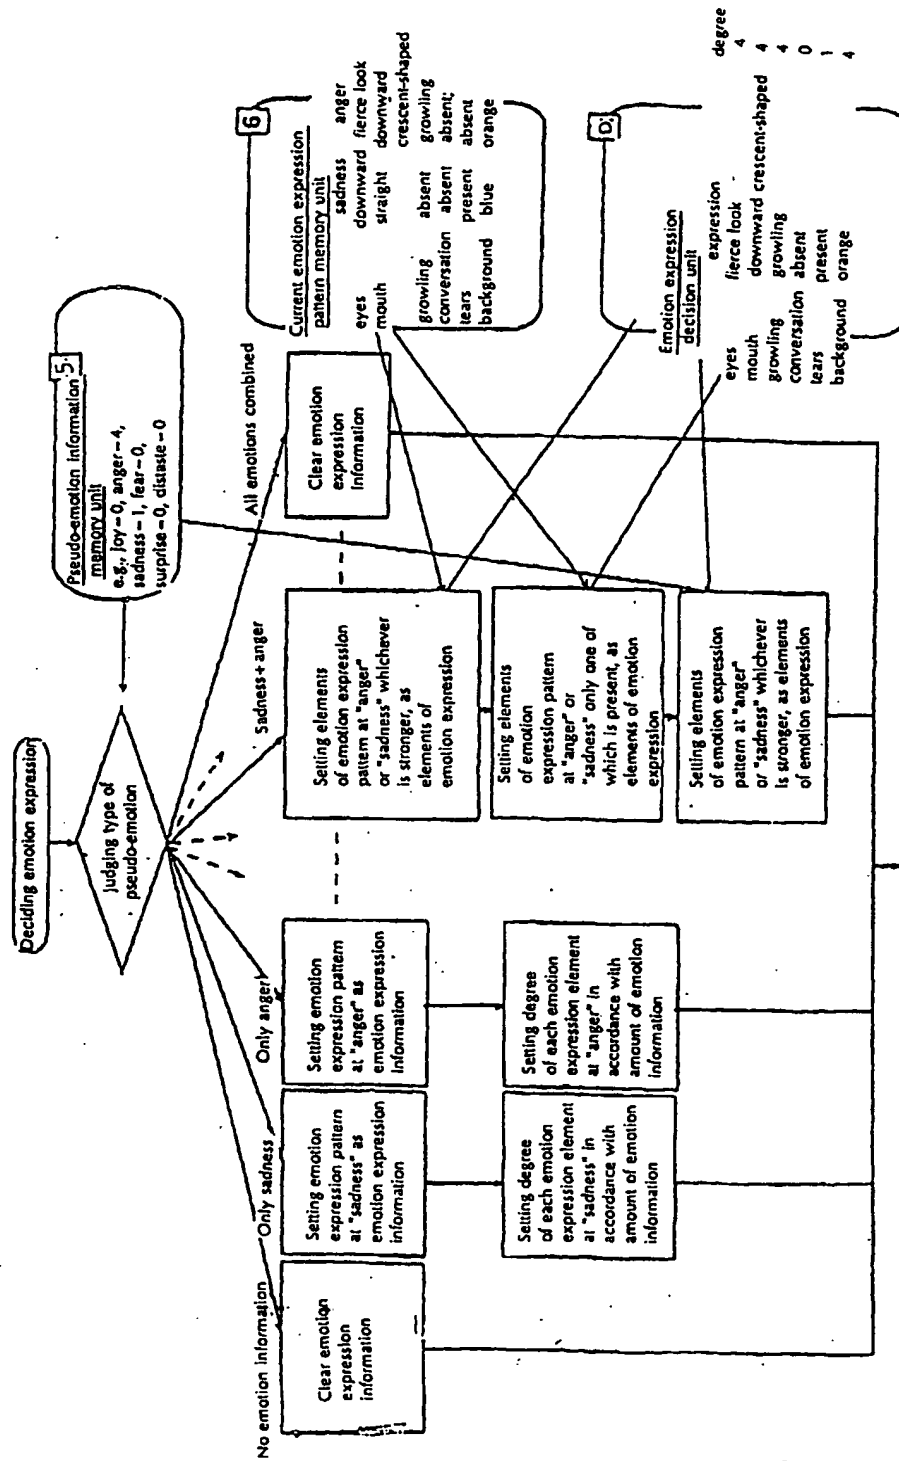 Deciding emotion expression
Judging type of
pseudo-emotion
5.
Pseudo-emotion information
memory unit
e.g., joy=0, anger=4,
sadness=1, fear=0,
surprise=0, distaste=0
No emotion information
Only sadness
Only anger
Sadness+anger
All emotions combined
Clear emotion
expression
information
Setting emotion
expression pattern
at "sadness" as
emotion expression
information
Setting degree
of each emotion
expression element
at "sadness" in
accordance with
amount of emotion
information
Setting emotion
expression pattern
at "anger" as
emotion expression
information
Setting degree
of each emotion
expression element
at "anger" in
accordance with
amount of emotion
information
Setting elements
of emotion expression
pattern at "anger"
or "sadness" whichever
is stronger, as
elements of
emotion expression
Setting elements
of emotion
expression pattern
at "anger" or
"sadness" only one of
which is present, as
elements of emotion
expression
Setting elements
of emotion expression
pattern at "anger"
or "sadness" whichever
is stronger, as elements
of emotion expression
Clear emotion
expression
information
6
Current emotion expression
pattern memory unit
sadness anger
eyes downward fierce look
mouth straight downward
crescent-shaped
growling absent growling
conversation absent absent;
tears present absent
background blue orange
D.
Emotion expression
decision unit
expression degree
eyes fierce look 4
mouth downward crescent-shaped 4
growling growling 4
conversation absent 0
tears present 1
background orange 4